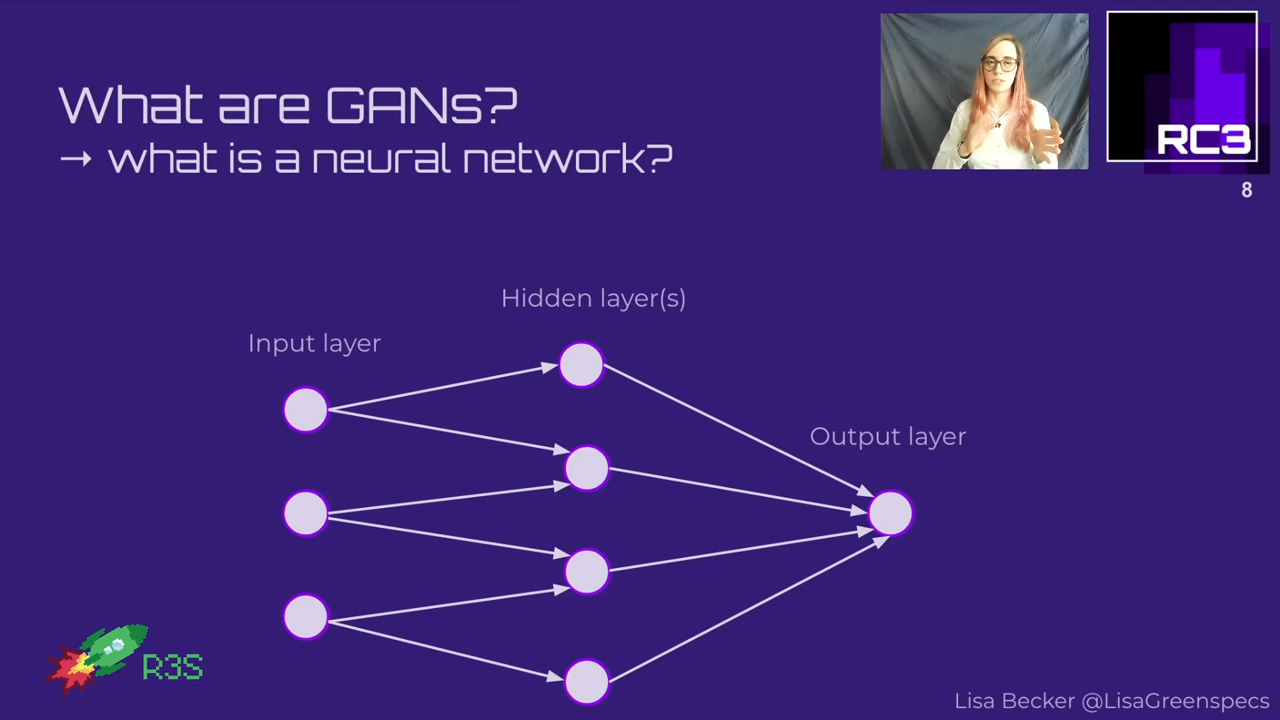 What are GANs?
→ what is a neural network?
RC3
8
Hidden layer(s)
Input layer
Output layer
R3S
Lisa Becker @LisaGreenspecs